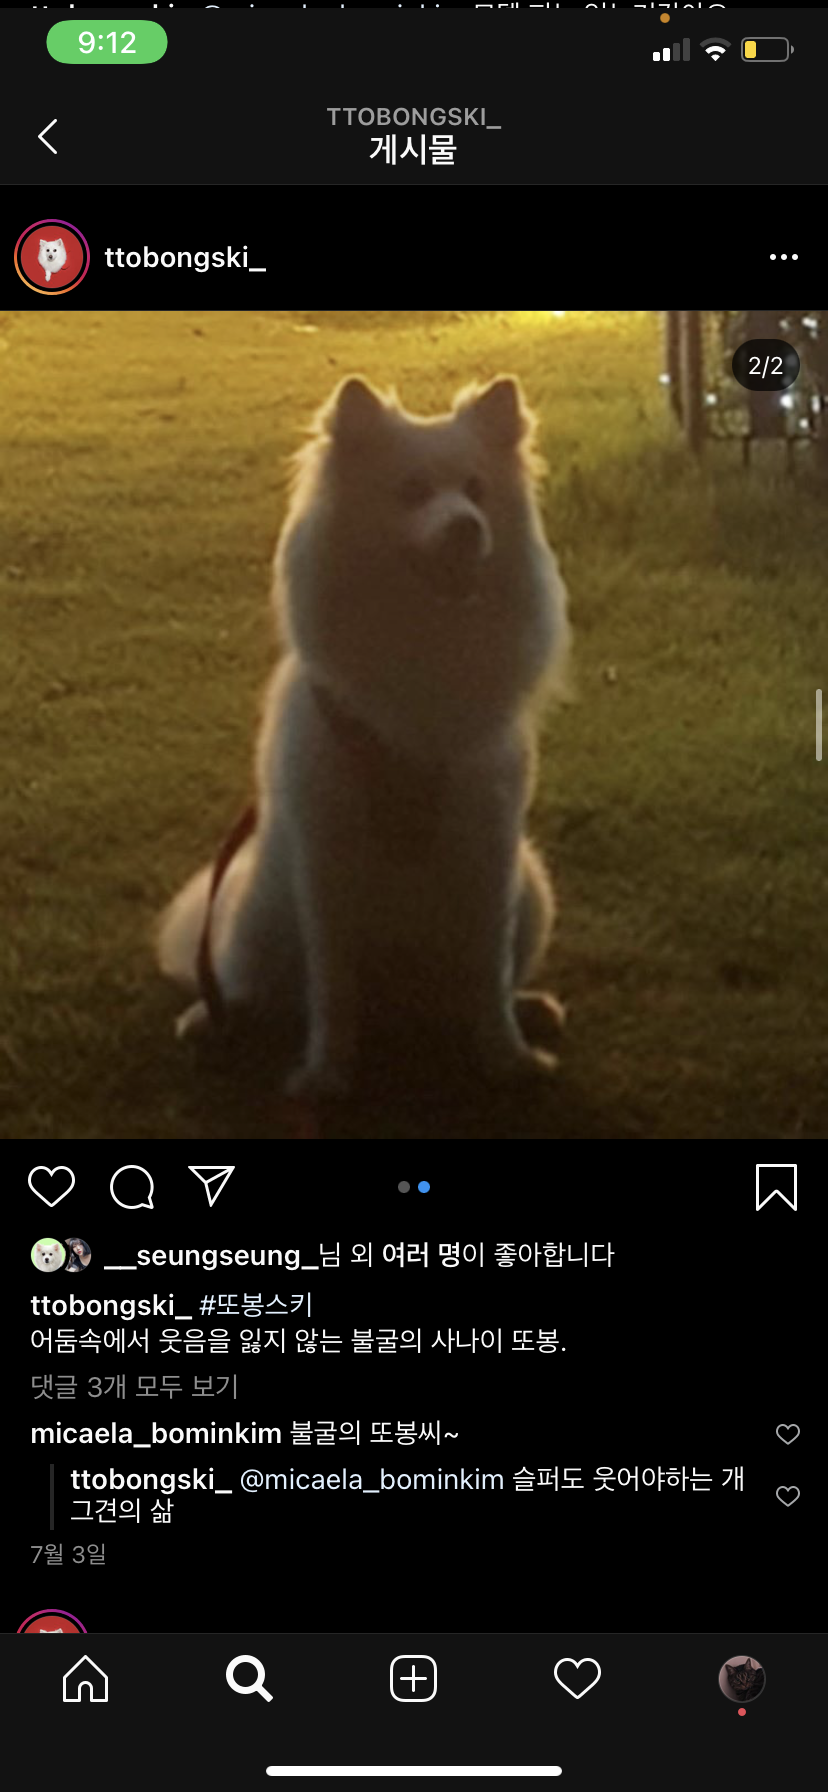 9:12
TTOBONGSKI_
게시물
ttobongski_
2/2
__seungseung_님 외 여러 명이 좋아합니다
ttobongski_ #또봉스키
어둠속에서 웃음을 잃지 않는 불굴의 사나이 또봉.
댓글 3개 모두 보기
micaela_bominkim 불굴의 또봉씨~
ttobongski_ @micaela_bominkim 슬퍼도 웃어야하는 개
그견의 삶
7월 3일